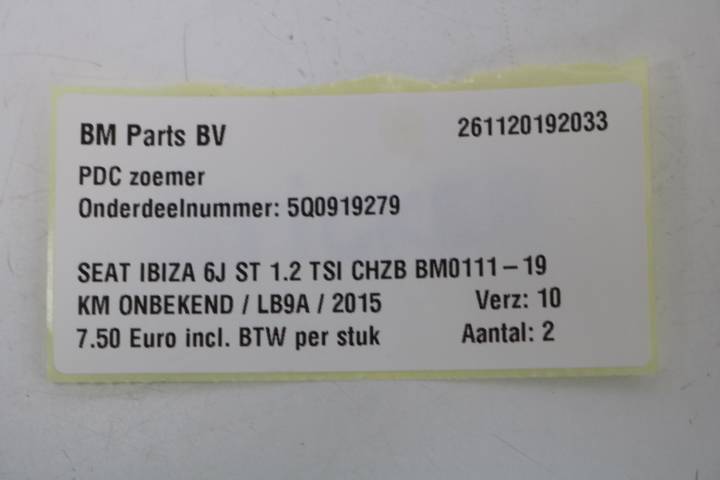 BM Parts BV 261120192033
PDC zoemer
Onderdeelnummer: 5Q0919279
SEAT IBIZA 6J ST 1.2 TSI CHZB BM0111-19
KM ONBEKEND / LB9A / 2015 Verz: 10
7.50 Euro incl. BTW per stuk Aantal: 2